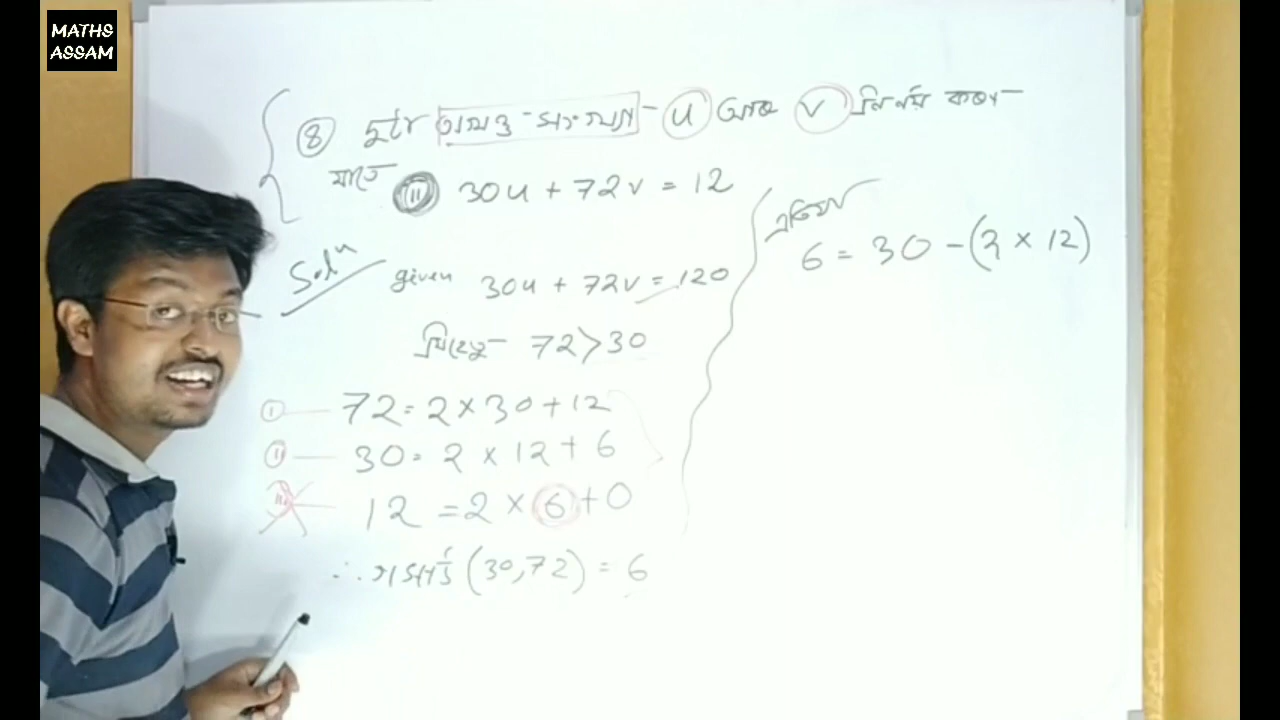 MATHS
ASSAM
8 দুটা অখণ্ড সংখ্যা u আৰু v নিৰ্ণয় কৰা
যাতে (ii) 30u + 72v = 12
Solⁿ given 30u + 72v = 120
যিহেতু 72>30
(i) 72 = 2 × 30 + 12
(ii) 30 = 2 × 12 + 6
(iii) 12 = 2 × 6 + 0
∴ গ.সা.উ (30,72) = 6
6 = 30 - (2 × 12)